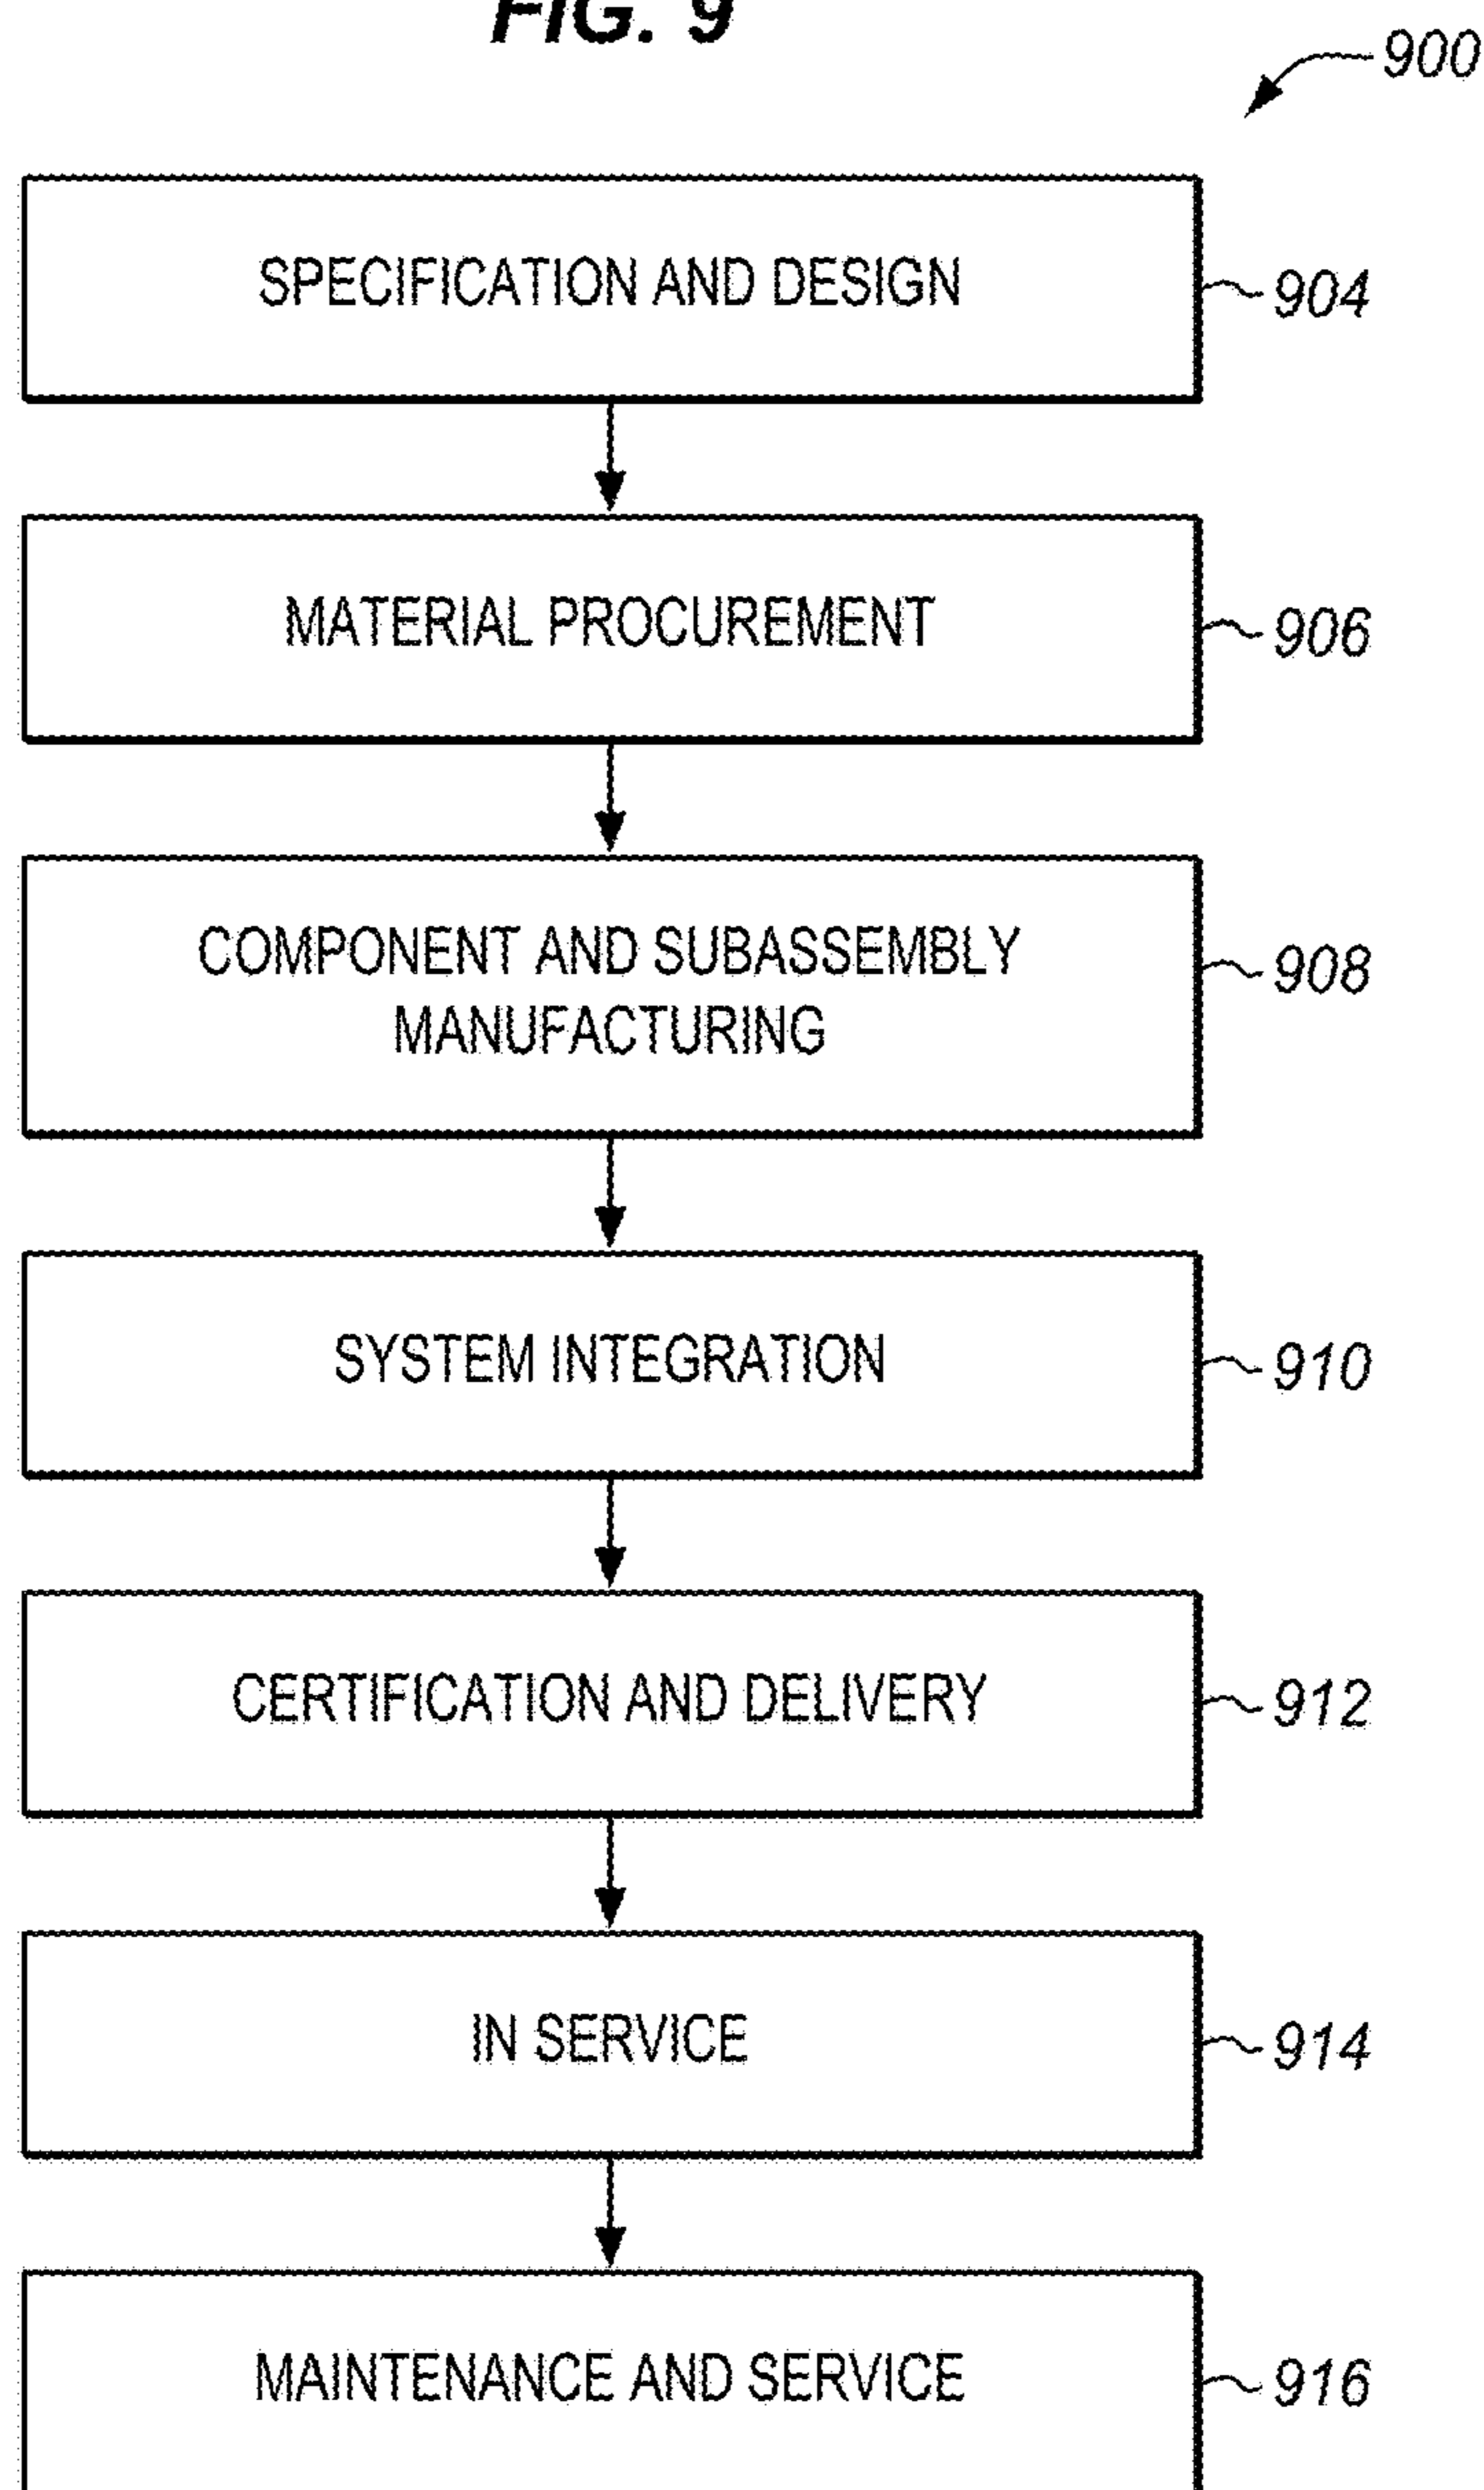 FIG. 9
900
SPECIFICATION AND DESIGN
904
MATERIAL PROCUREMENT
906
COMPONENT AND SUBASSEMBLY
MANUFACTURING
908
SYSTEM INTEGRATION
910
CERTIFICATION AND DELIVERY
912
IN SERVICE
914
MAINTENANCE AND SERVICE
916